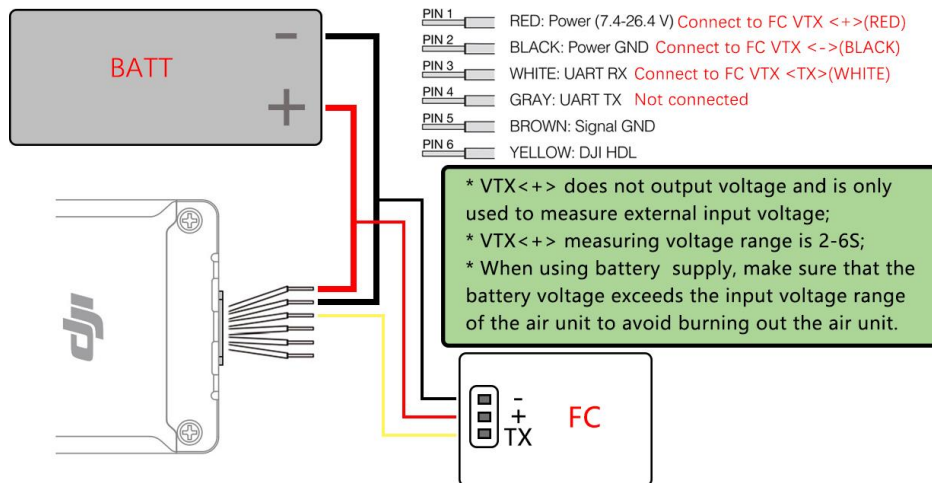 BATT
-
+
PIN 1 RED: Power (7.4-26.4 V) Connect to FC VTX <+>(RED)
PIN 2 BLACK: Power GND Connect to FC VTX <->(BLACK)
PIN 3 WHITE: UART RX Connect to FC VTX <TX>(WHITE)
PIN 4 GRAY: UART TX Not connected
PIN 5 BROWN: Signal GND
PIN 6 YELLOW: DJI HDL
* VTX<+> does not output voltage and is only
used to measure external input voltage;
* VTX<+> measuring voltage range is 2-6S;
* When using battery supply, make sure that the
battery voltage exceeds the input voltage range
of the air unit to avoid burning out the air unit.
dji
-
+
TX
FC